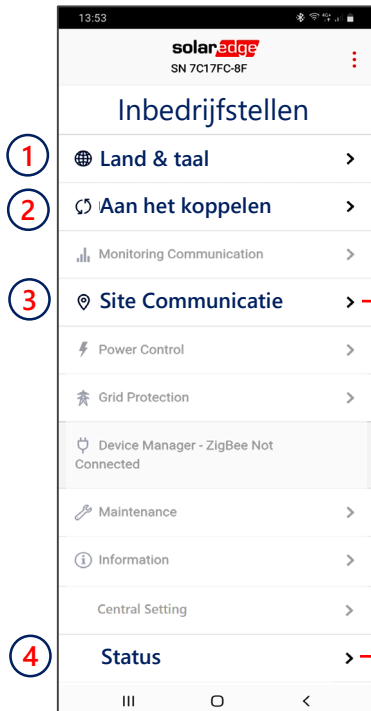 13:53
solaredge
SN 7C17FC-8F
Inbedrijfstellen
1 Land & taal
2 Aan het koppelen
Monitoring Communication
3 Site Communicatie
Power Control
Grid Protection
Device Manager - ZigBee Not
Connected
Maintenance
Information
Central Setting
4 Status